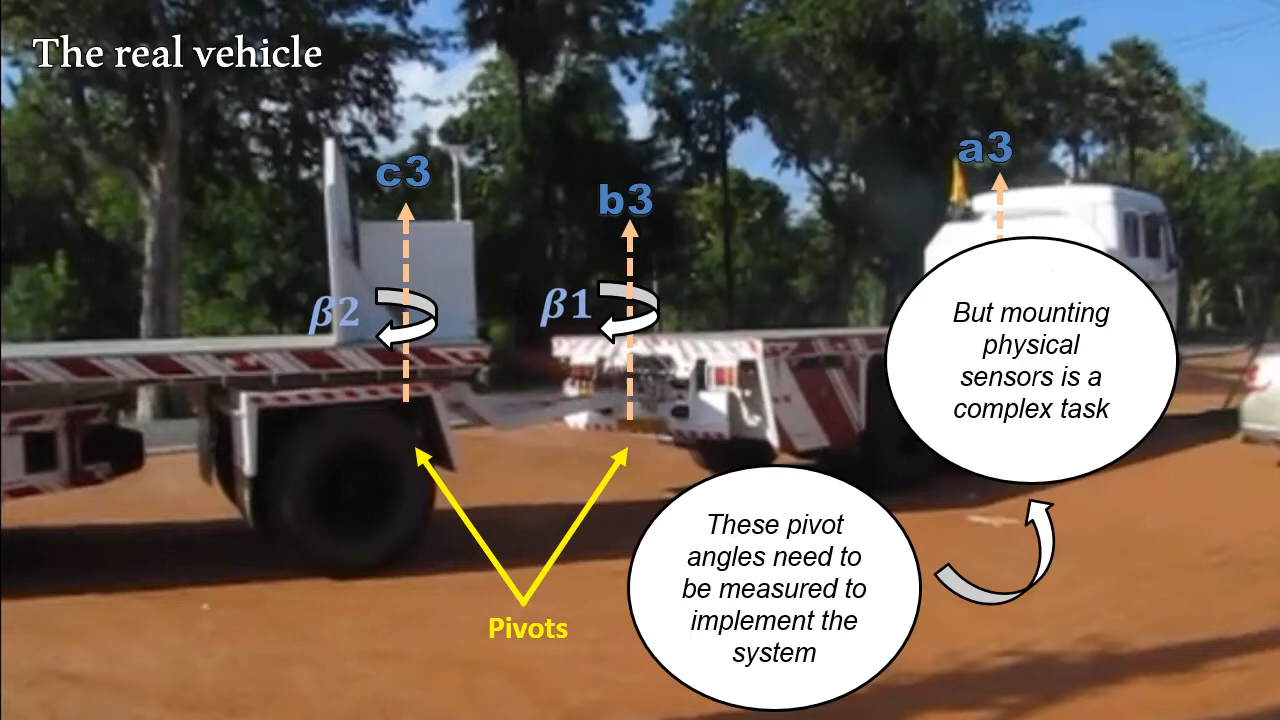 The real vehicle
a3
c3
b3
β2
β1
But mounting
physical
sensors is a
complex task
These pivot
angles need to
be measured to
implement the
system
Pivots